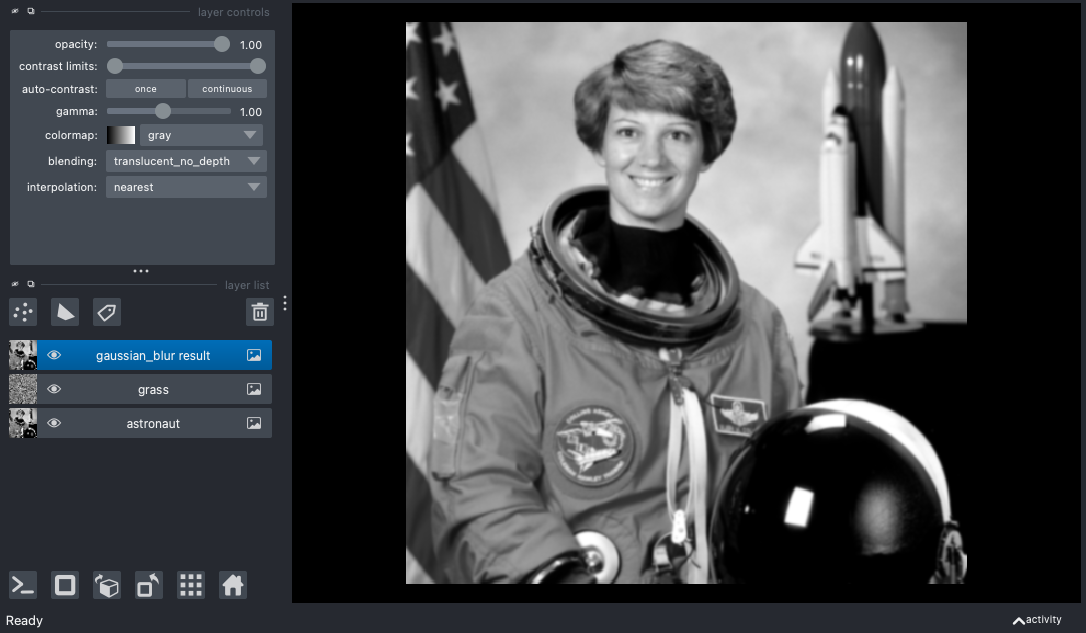 layer controls
opacity: 1.00
contrast limits:
auto-contrast: once continuous
gamma: 1.00
colormap: gray
blending: translucent_no_depth
interpolation: nearest
layer list
gaussian_blur result
grass
astronaut
Ready
activity